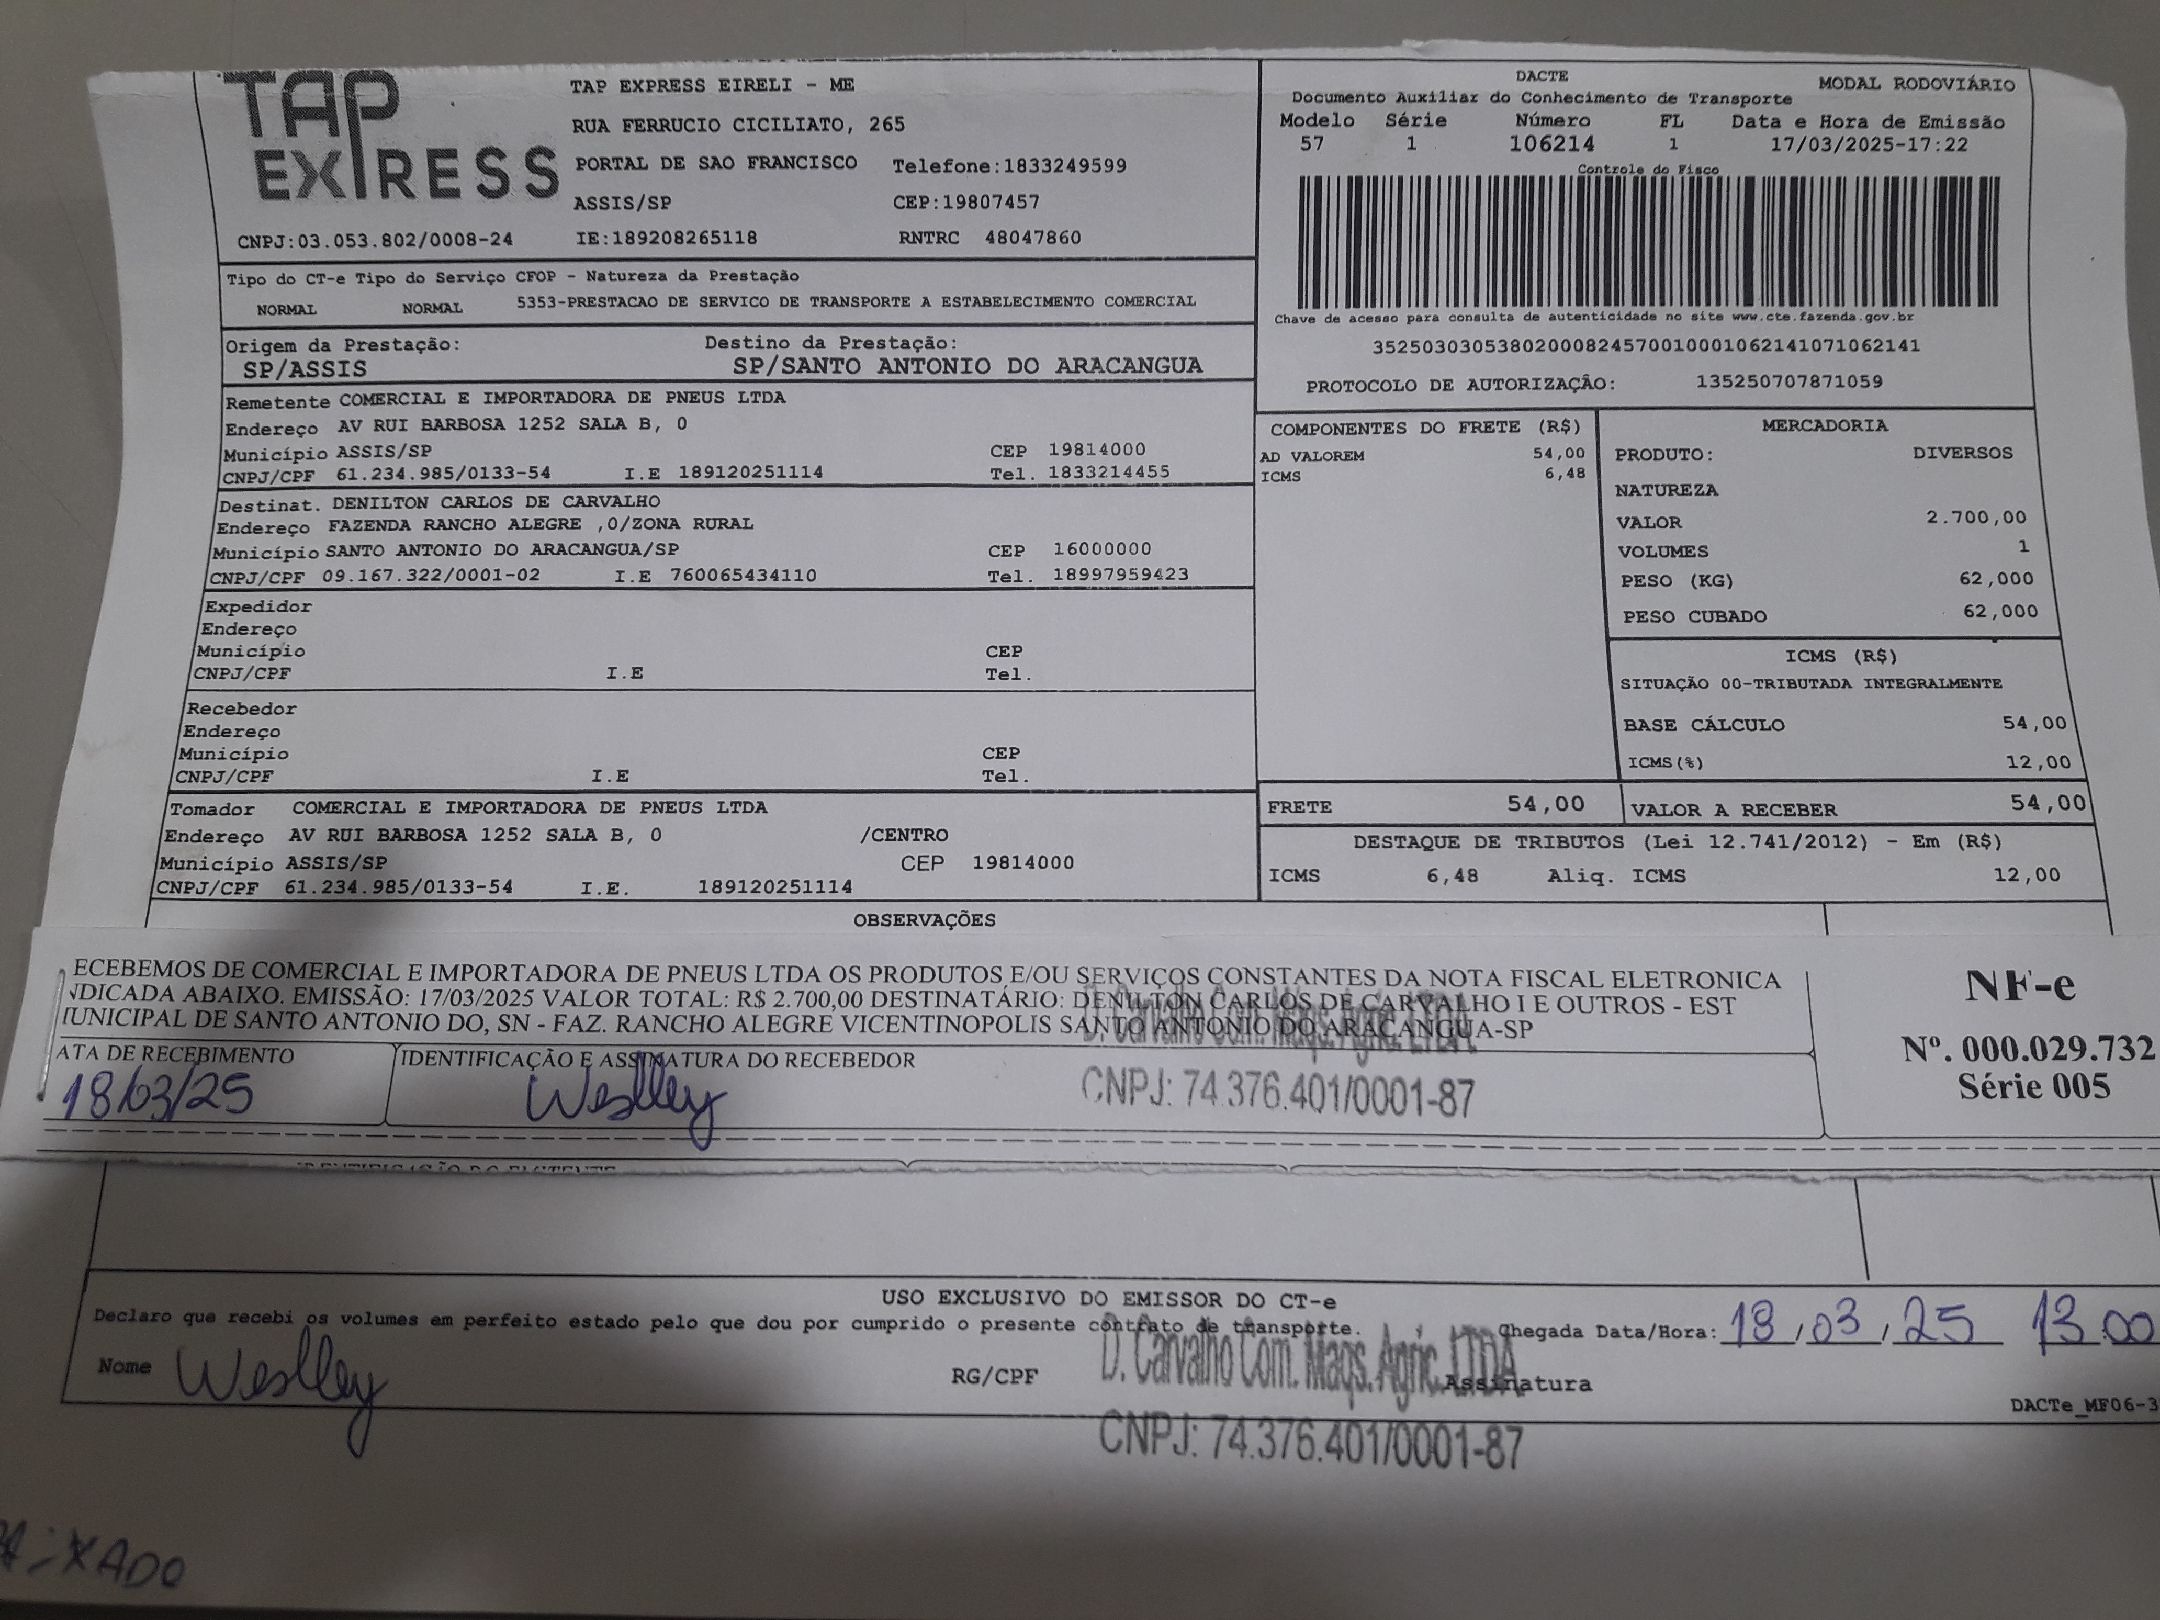 TAP EXPRESS
TAP EXPRESS EIRELI - ME
RUA FERRUCIO CICILIATO, 265
PORTAL DE SAO FRANCISCO Telefone:1833249599
ASSIS/SP CEP:19807457
CNPJ:03.053.802/0008-24 IE:189208265118 RNTRC 48047860
DACTE MODAL RODOVIÁRIO
Documento Auxiliar do Conhecimento de Transporte
Modelo Série Número FL Data e Hora de Emissão
57 1 106214 1 17/03/2025-17:22
Controle do Fisco
Chave de acesso para consulta de autenticidade no site www.cte.fazenda.gov.br
35250303053802000824570010001062141071062141
PROTOCOLO DE AUTORIZAÇÃO: 135250707871059
Tipo do CT-e Tipo do Serviço CFOP - Natureza da Prestação
NORMAL NORMAL 5353-PRESTACAO DE SERVICO DE TRANSPORTE A ESTABELECIMENTO COMERCIAL
Origem da Prestação: Destino da Prestação:
SP/ASSIS SP/SANTO ANTONIO DO ARACANGUA
Remetente COMERCIAL E IMPORTADORA DE PNEUS LTDA
Endereço AV RUI BARBOSA 1252 SALA B, 0
Município ASSIS/SP CEP 19814000
CNPJ/CPF 61.234.985/0133-54 I.E 189120251114 Tel. 1833214455
Destinat. DENILTON CARLOS DE CARVALHO
Endereço FAZENDA RANCHO ALEGRE ,0/ZONA RURAL
Município SANTO ANTONIO DO ARACANGUA/SP CEP 16000000
CNPJ/CPF 09.167.322/0001-02 I.E 760065434110 Tel. 18997959423
Expedidor
Endereço
Município CEP
CNPJ/CPF I.E Tel.
Recebedor
Endereço
Município CEP
CNPJ/CPF I.E Tel.
Tomador COMERCIAL E IMPORTADORA DE PNEUS LTDA
Endereço AV RUI BARBOSA 1252 SALA B, 0 /CENTRO
Município ASSIS/SP CEP 19814000
CNPJ/CPF 61.234.985/0133-54 I.E. 189120251114
COMPONENTES DO FRETE (R$)
AD VALOREM 54,00
ICMS 6,48
MERCADORIA
PRODUTO: DIVERSOS
NATUREZA
VALOR 2.700,00
VOLUMES 1
PESO (KG) 62,000
PESO CUBADO 62,000
ICMS (R$)
SITUAÇÃO 00-TRIBUTADA INTEGRALMENTE
BASE CÁLCULO 54,00
ICMS(%) 12,00
FRETE 54,00 VALOR A RECEBER 54,00
DESTAQUE DE TRIBUTOS (Lei 12.741/2012) - Em (R$)
ICMS 6,48 Aliq. ICMS 12,00
OBSERVAÇÕES
ECEBEMOS DE COMERCIAL E IMPORTADORA DE PNEUS LTDA OS PRODUTOS E/OU SERVIÇOS CONSTANTES DA NOTA FISCAL ELETRONICA
NDICADA ABAIXO. EMISSÃO: 17/03/2025 VALOR TOTAL: R$ 2.700,00 DESTINATÁRIO: DENILTON CARLOS DE CARVALHO I E OUTROS - EST
IUNICIPAL DE SANTO ANTONIO DO, SN - FAZ. RANCHO ALEGRE VICENTINOPOLIS SANTO ANTONIO DO ARACANGUA-SP
D. Carvalho Com. Maqs. Agric. LTDA
ATA DE RECEBIMENTO IDENTIFICAÇÃO E ASSINATURA DO RECEBEDOR
18/03/25 Weslley
CNPJ: 74.376.401/0001-87
NF-e
Nº. 000.029.732
Série 005
IDENTIFICAÇÃO DO EMITENTE
USO EXCLUSIVO DO EMISSOR DO CT-e
Declaro que recebi os volumes em perfeito estado pelo que dou por cumprido o presente contrato de transporte. Chegada Data/Hora: 18/03/25 13:00
Nome Weslley RG/CPF D. Carvalho Com. Maqs. Agric. LTDA Assinatura
DACTe_MF06-3
CNPJ: 74.376.401/0001-87